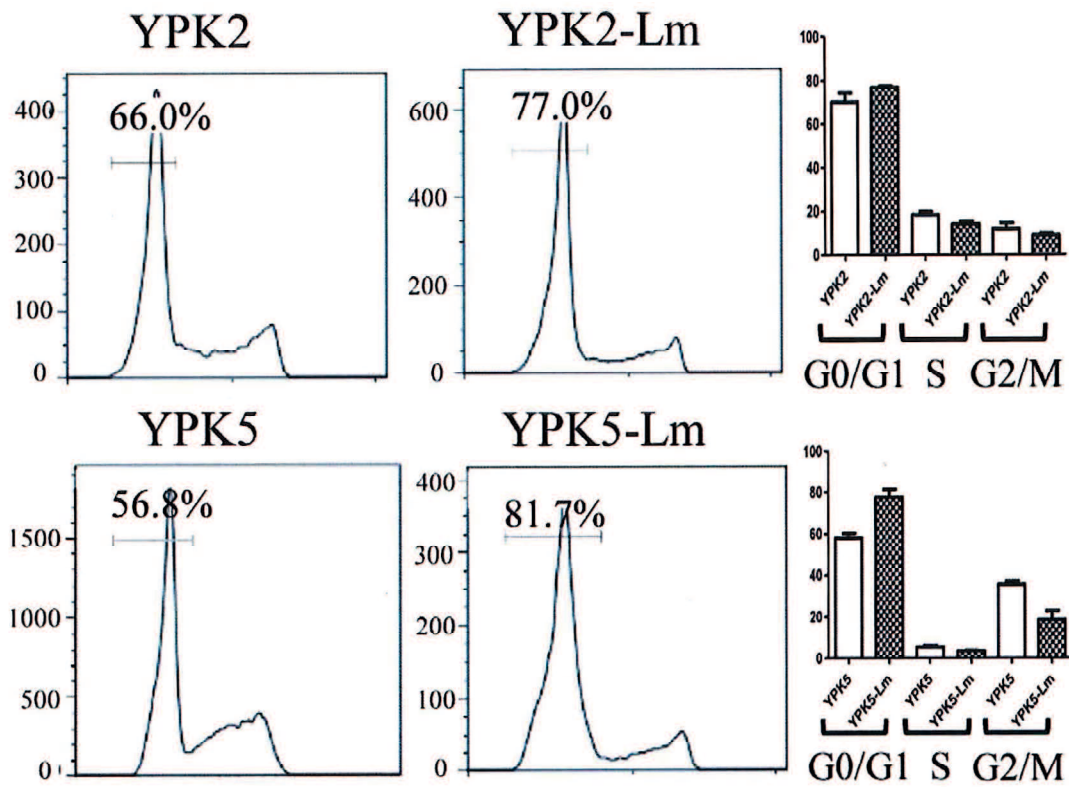 YPK2
66.0%
400
300
200
100
0
YPK2-Lm
77.0%
600
400
200
0
100
80
60
40
20
0
YPK2
YPK2-Lm
YPK2
YPK2-Lm
YPK2
YPK2-Lm
G0/G1 S G2/M
YPK5
56.8%
1500
1000
500
0
YPK5-Lm
81.7%
400
300
200
100
0
100
80
60
40
20
0
YPK5
YPK5-Lm
YPK5
YPK5-Lm
YPK5
YPK5-Lm
G0/G1 S G2/M